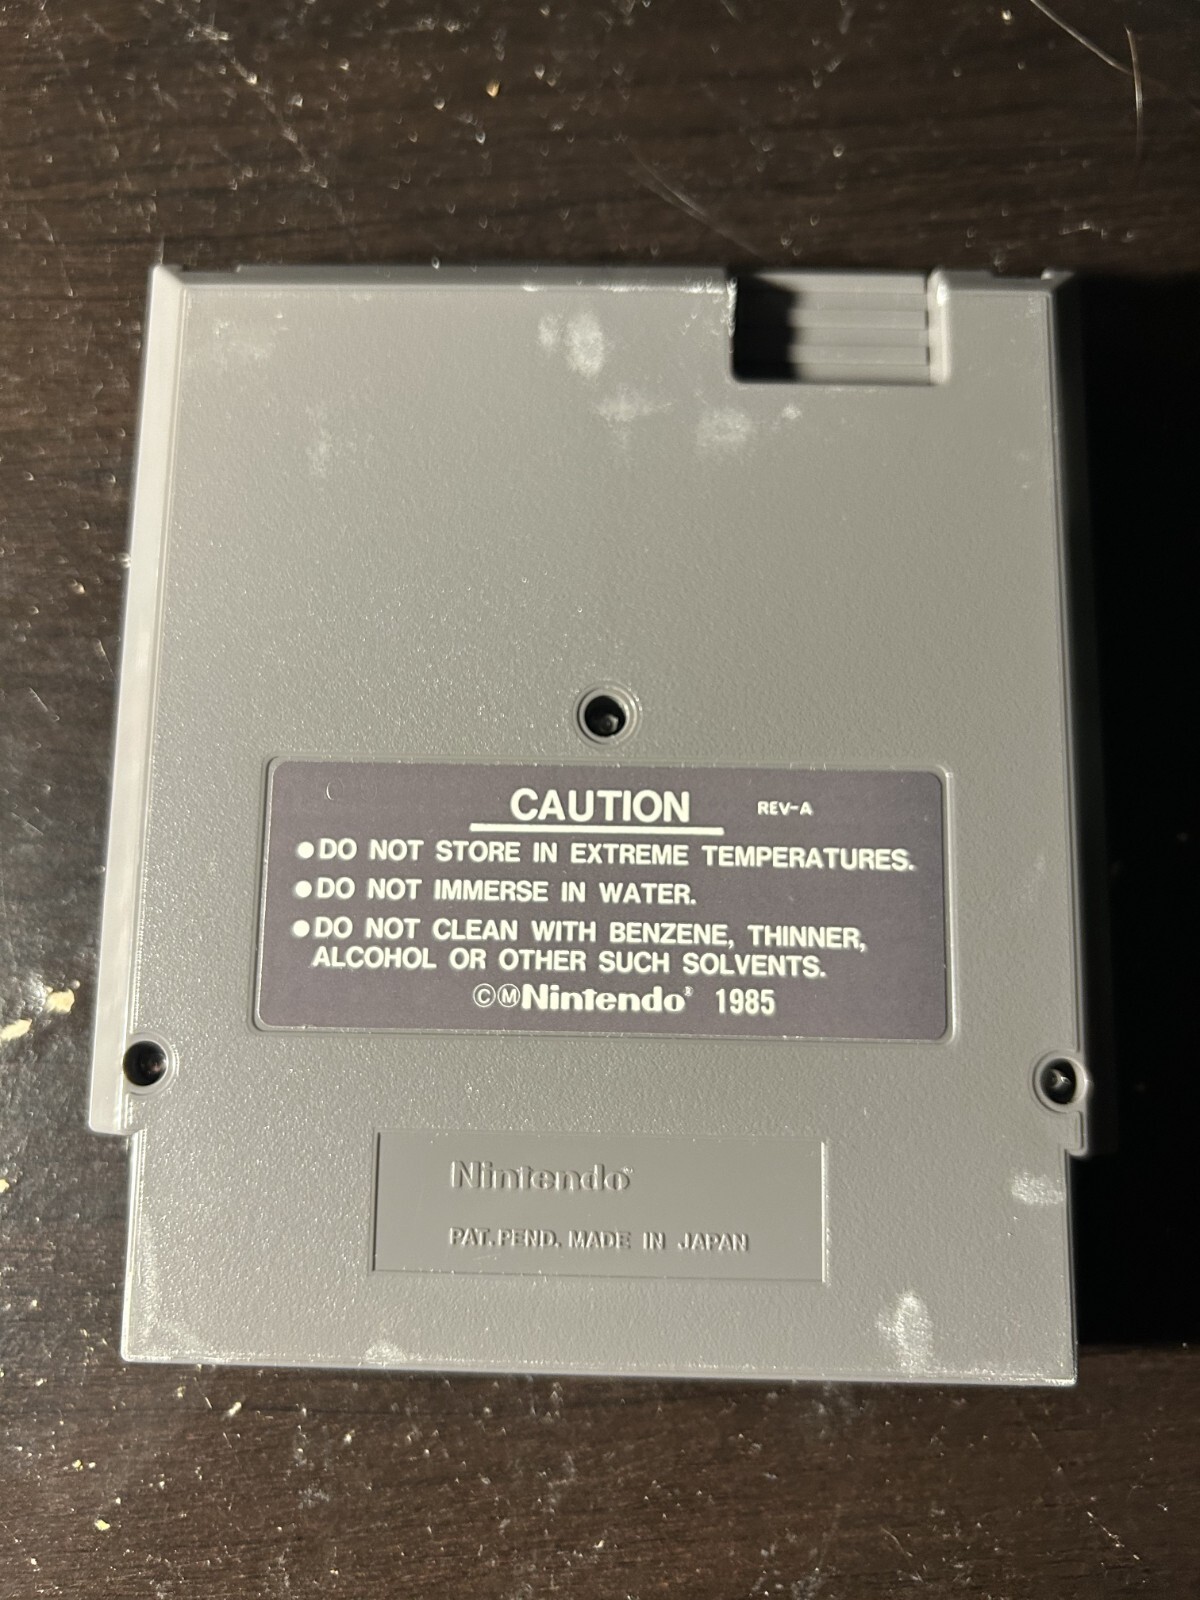 CAUTION REV-A
●DO NOT STORE IN EXTREME TEMPERATURES.
●DO NOT IMMERSE IN WATER.
●DO NOT CLEAN WITH BENZENE, THINNER,
ALCOHOL OR OTHER SUCH SOLVENTS.
©ⓂNintendo® 1985
Nintendo®
PAT. PEND. MADE IN JAPAN